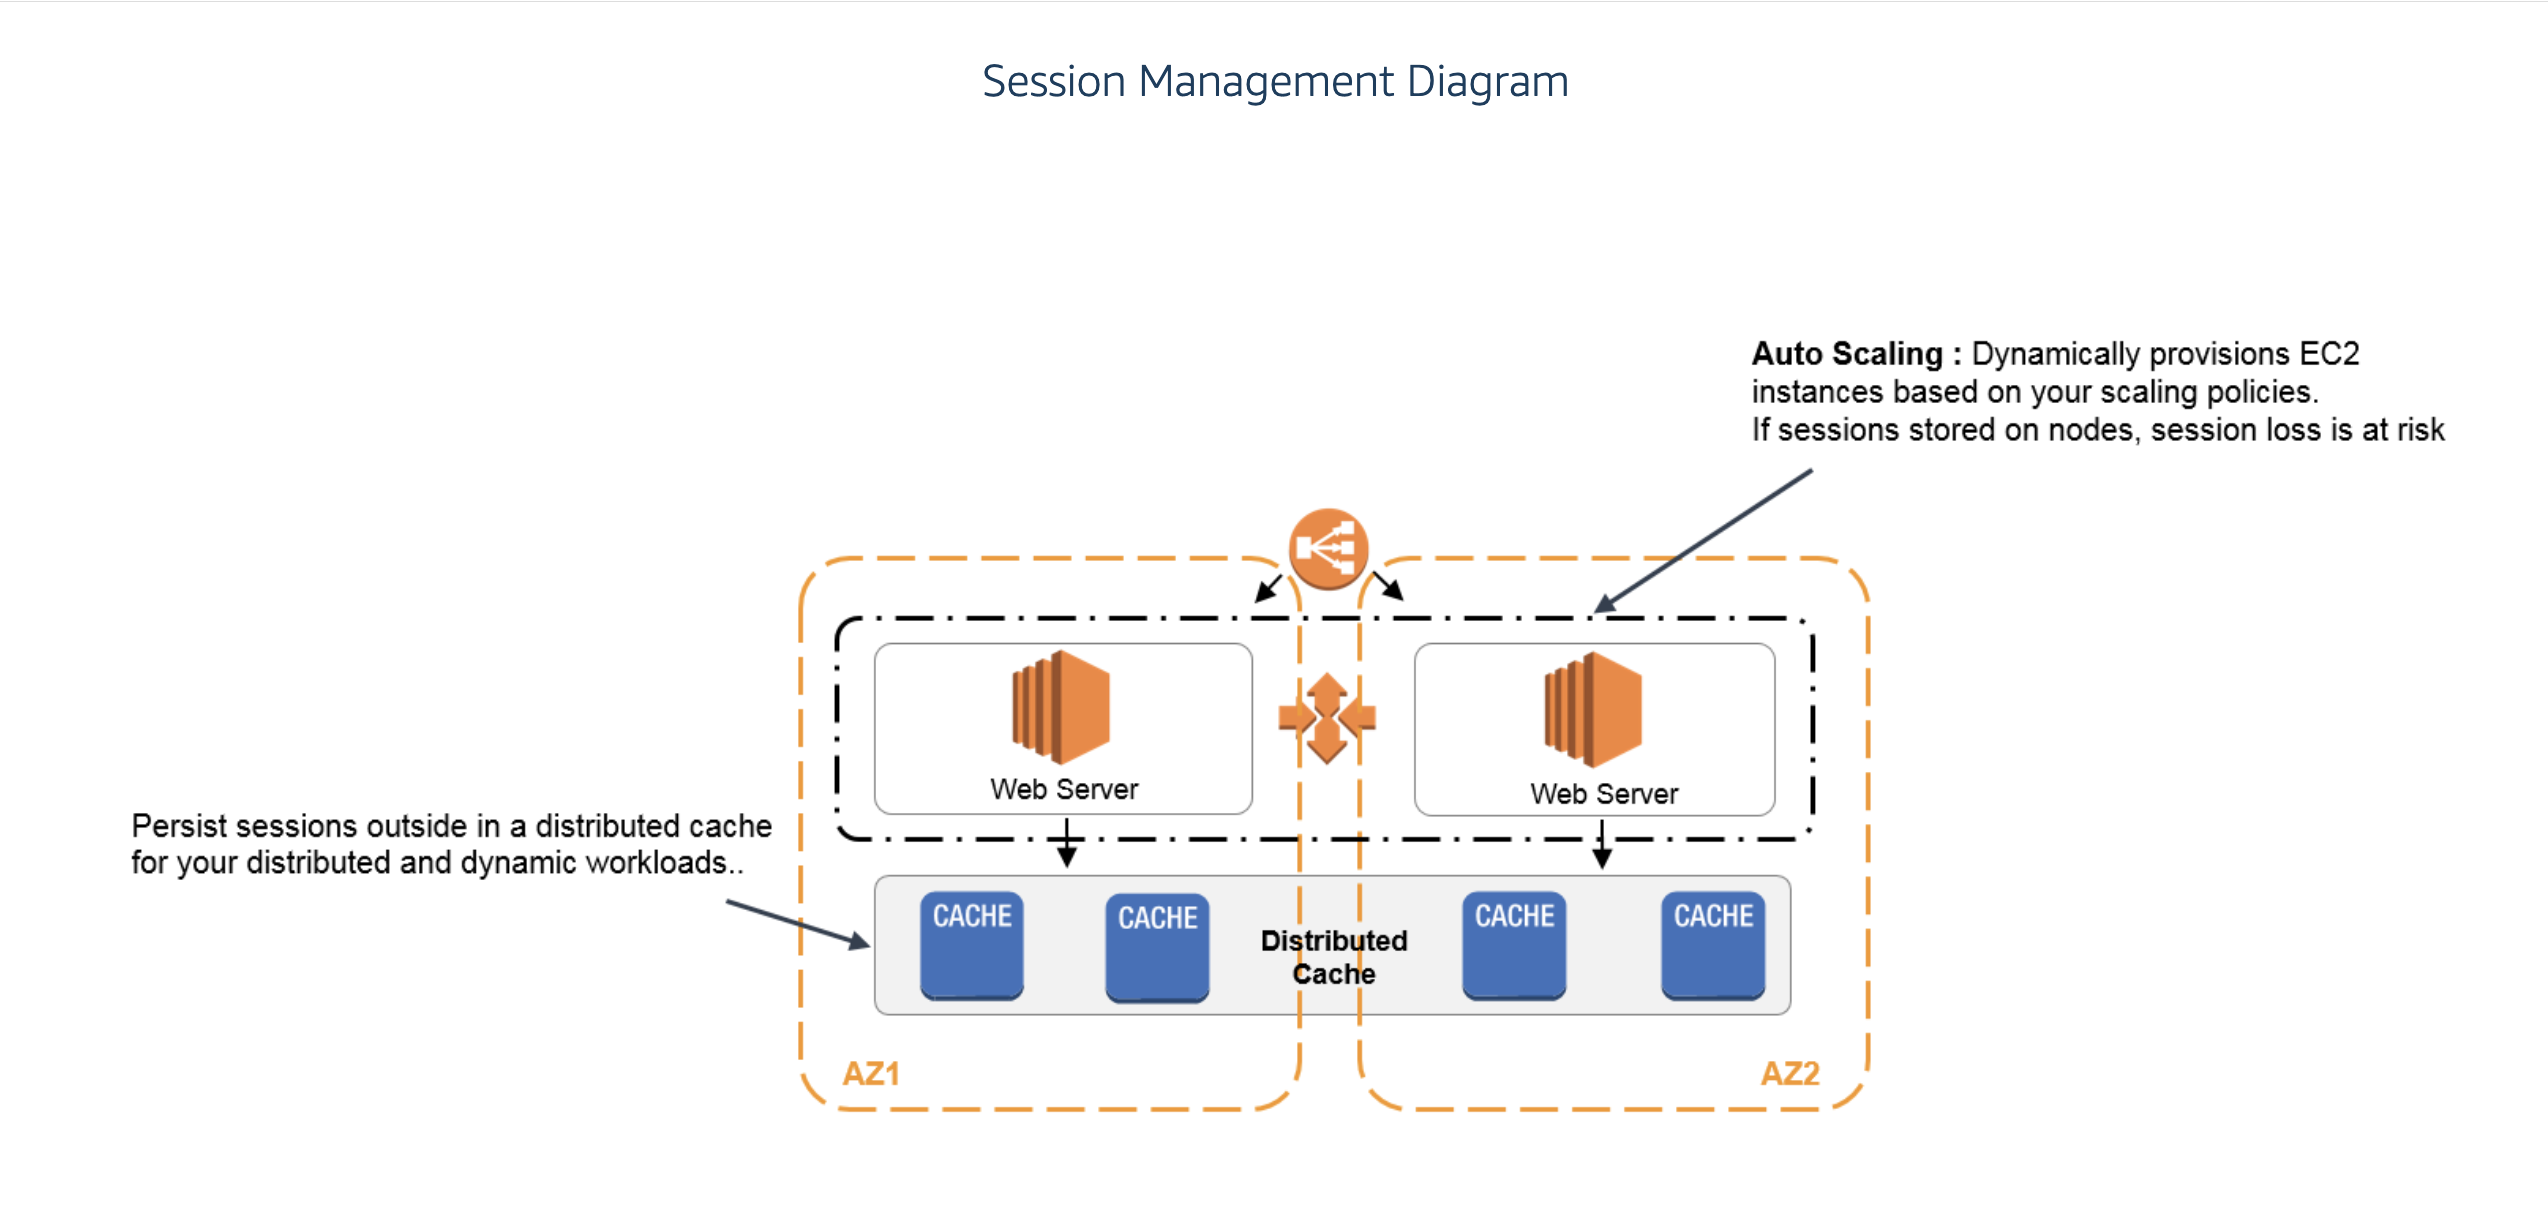 Session Management Diagram
Auto Scaling : Dynamically provisions EC2
instances based on your scaling policies.
If sessions stored on nodes, session loss is at risk
Web Server
Web Server
Persist sessions outside in a distributed cache
for your distributed and dynamic workloads..
CACHE
CACHE
Distributed
Cache
CACHE
CACHE
AZ1
AZ2